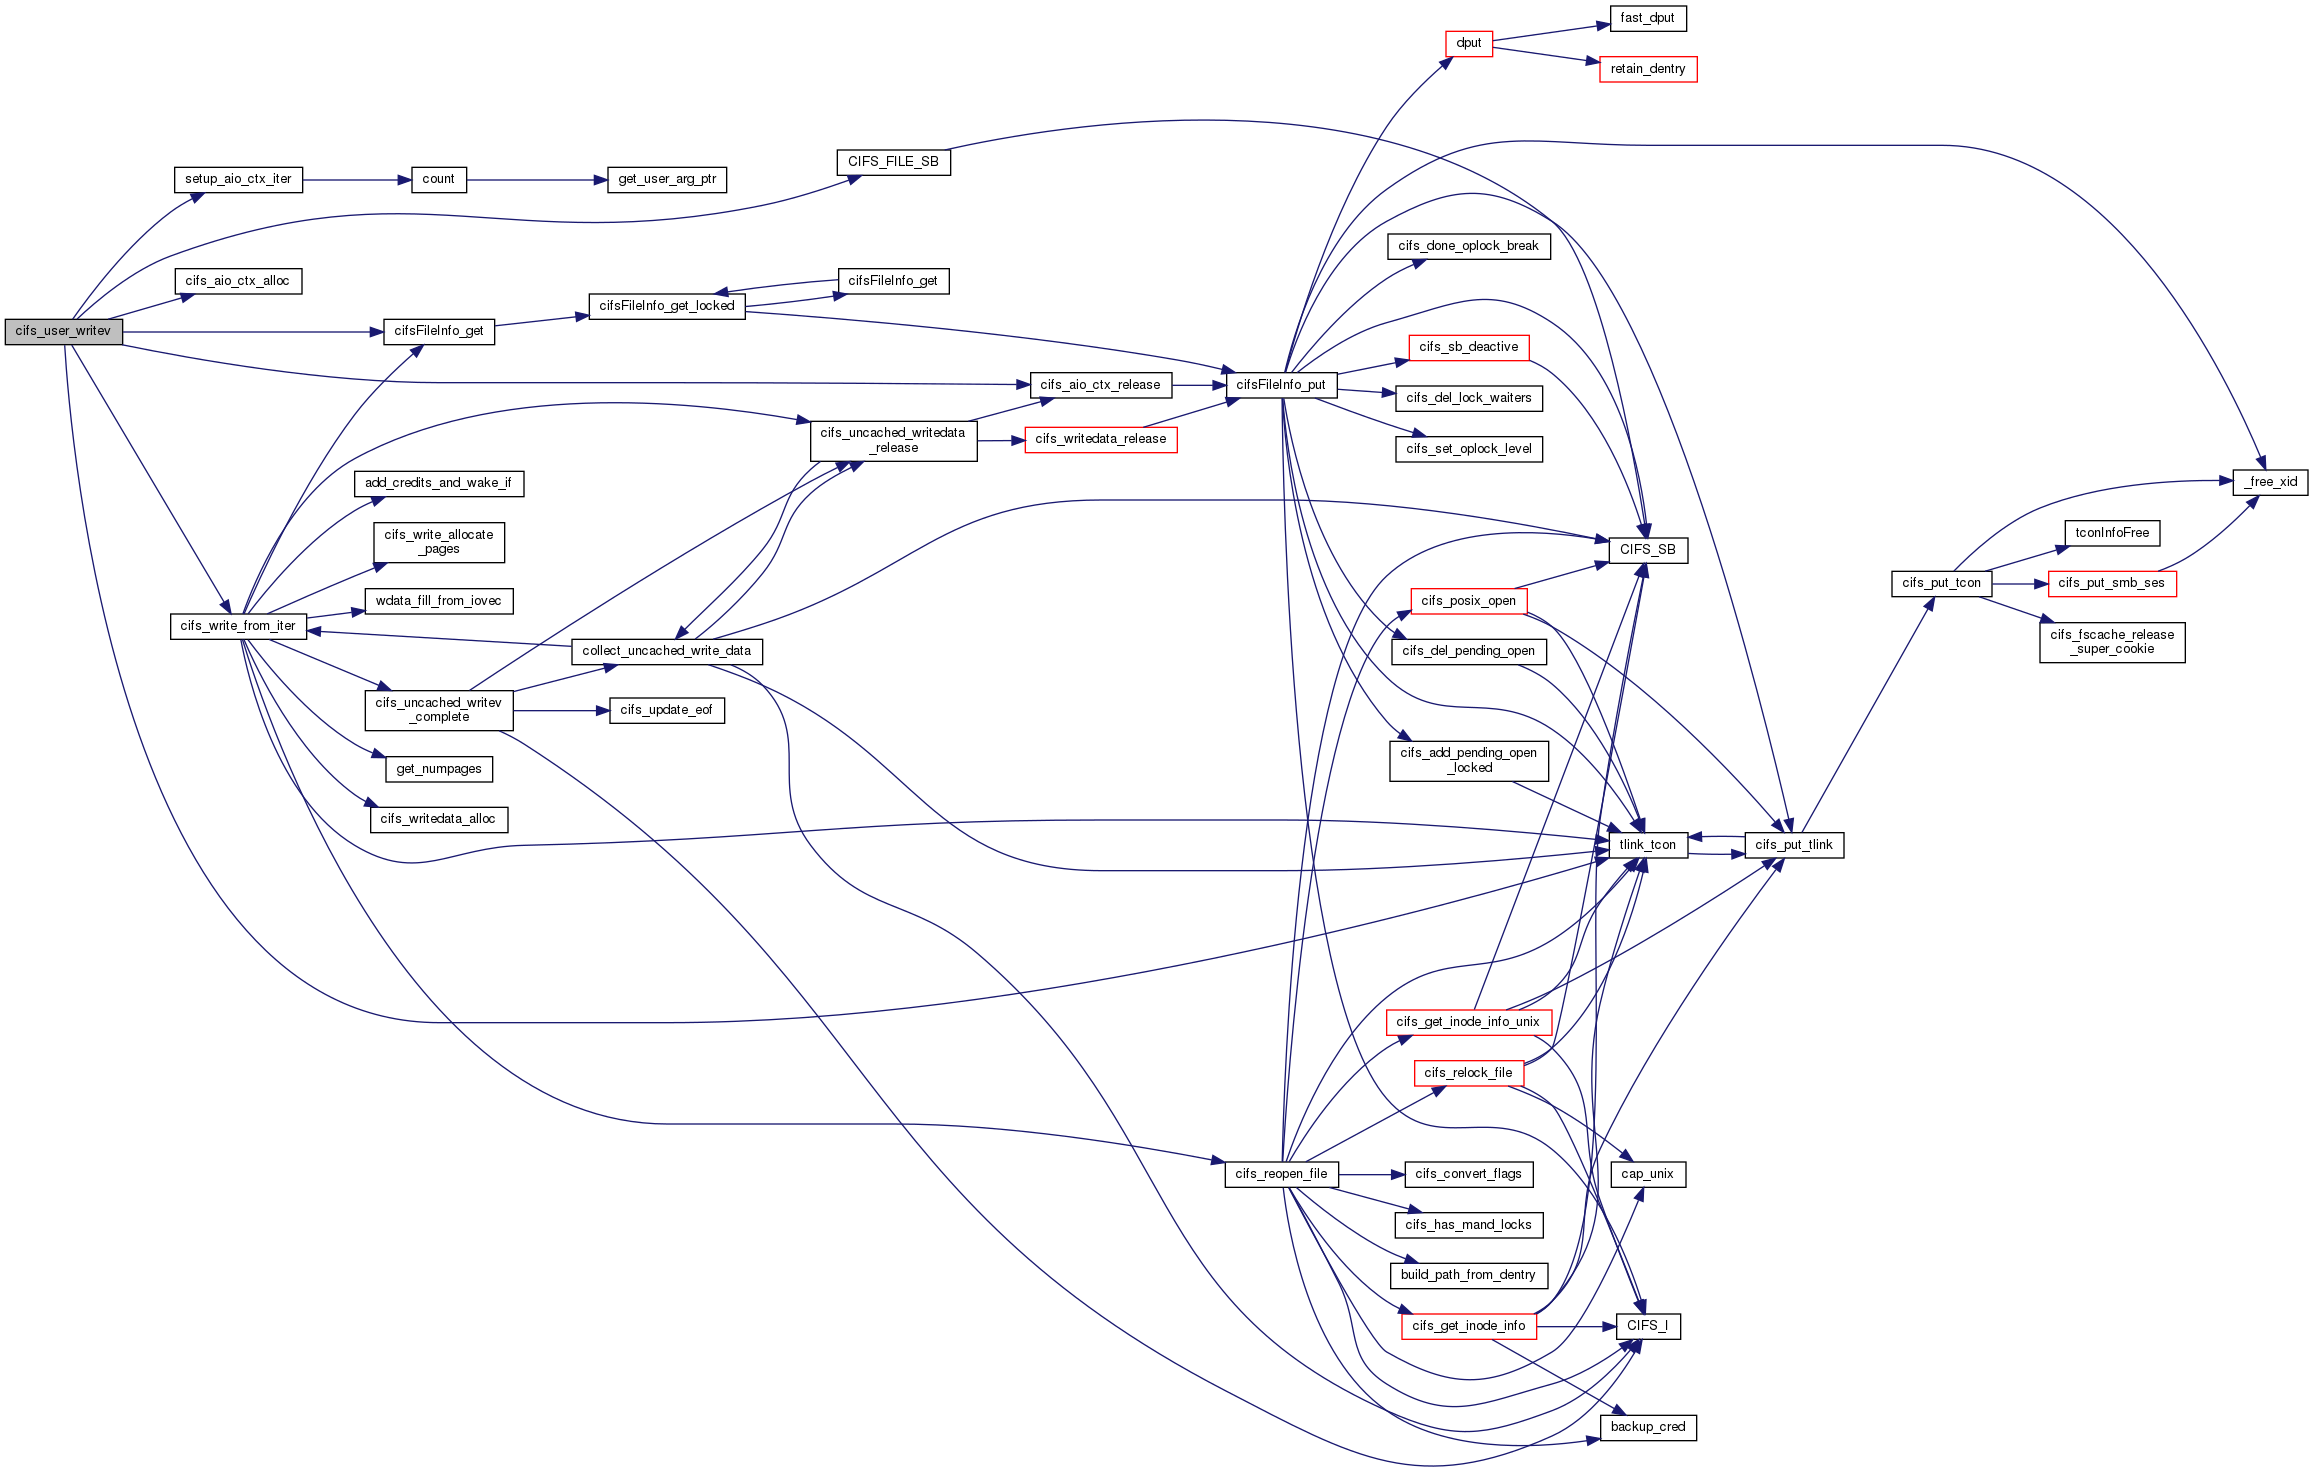 fast_dput
dput
retain_dentry
CIFS_FILE_SB
setup_aio_ctx_iter
count
get_user_arg_ptr
cifs_done_oplock_break
cifs_aio_ctx_alloc
cifsFileInfo_get
cifsFileInfo_get_locked
cifs_user_writev
cifsFileInfo_get
cifs_sb_deactive
cifs_aio_ctx_release
cifsFileInfo_put
cifs_del_lock_waiters
cifs_uncached_writedata
_release
cifs_writedata_release
cifs_set_oplock_level
add_credits_and_wake_if
_free_xid
cifs_write_allocate
_pages
tconInfoFree
CIFS_SB
cifs_put_tcon
cifs_put_smb_ses
wdata_fill_from_iovec
cifs_posix_open
cifs_write_from_iter
cifs_fscache_release
_super_cookie
collect_uncached_write_data
cifs_del_pending_open
cifs_uncached_writev
_complete
cifs_update_eof
cifs_add_pending_open
_locked
get_numpages
cifs_writedata_alloc
tlink_tcon
cifs_put_tlink
cifs_get_inode_info_unix
cifs_relock_file
cifs_reopen_file
cifs_convert_flags
cap_unix
cifs_has_mand_locks
build_path_from_dentry
cifs_get_inode_info
CIFS_I
backup_cred